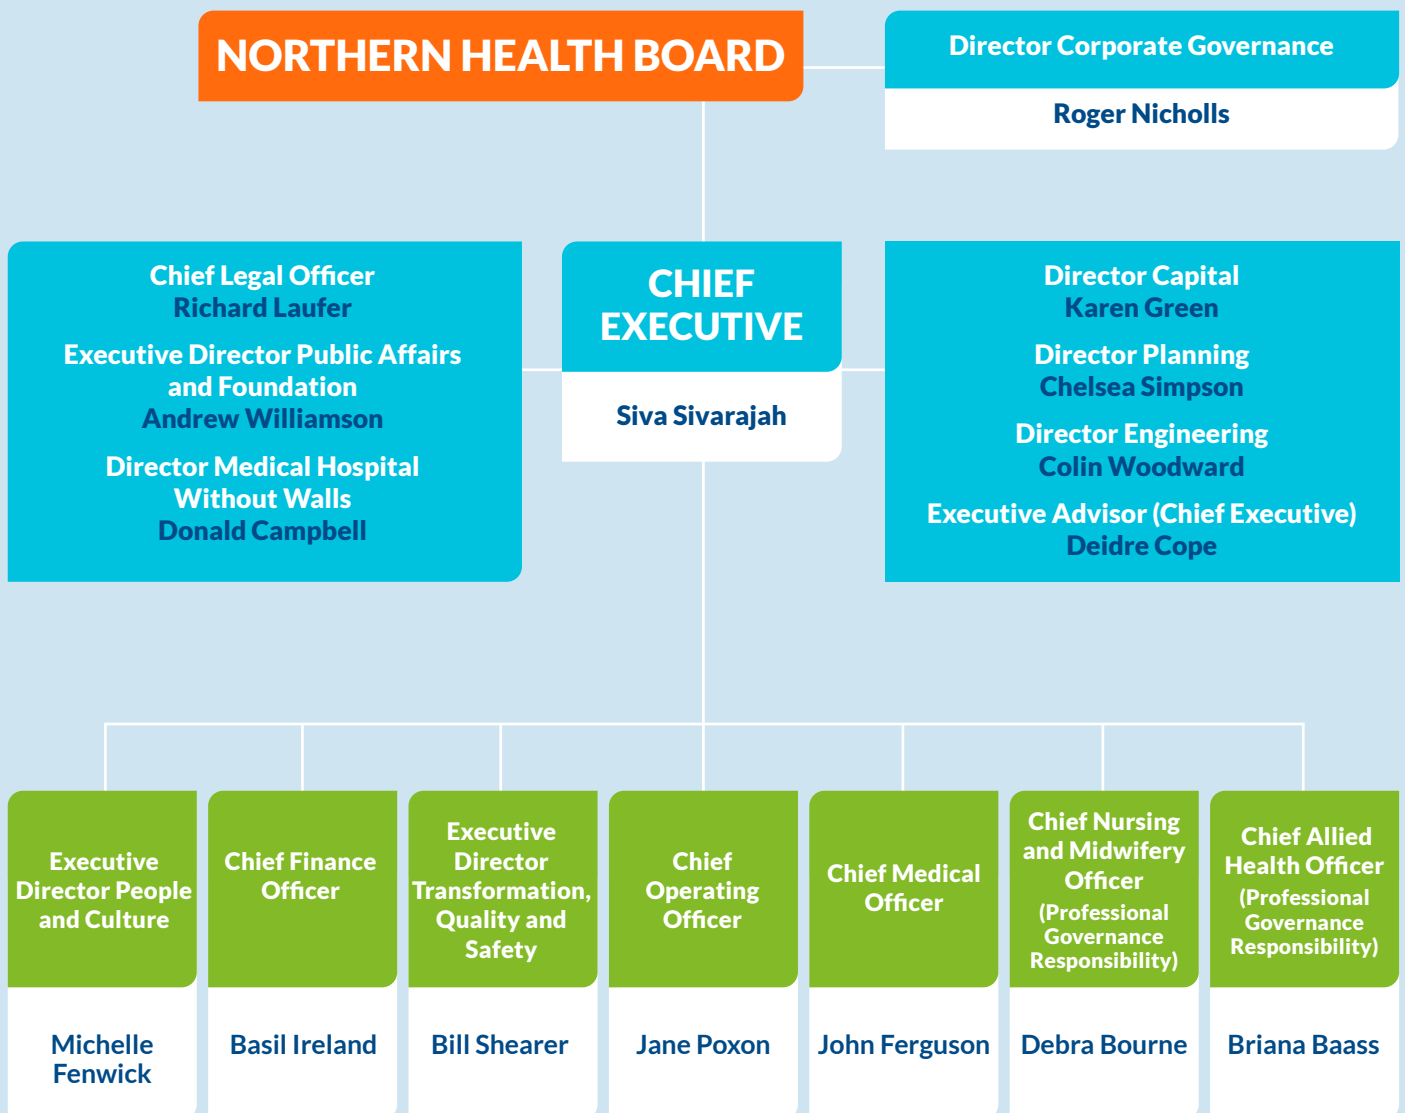 NORTHERN HEALTH BOARD
Director Corporate Governance
Roger Nicholls
Chief Legal Officer
Richard Laufer
Executive Director Public Affairs
and Foundation
Andrew Williamson
Director Medical Hospital
Without Walls
Donald Campbell
CHIEF
EXECUTIVE
Siva Sivarajah
Director Capital
Karen Green
Director Planning
Chelsea Simpson
Director Engineering
Colin Woodward
Executive Advisor (Chief Executive)
Deidre Cope
Executive
Director People
and Culture
Michelle
Fenwick
Chief Finance
Officer
Basil Ireland
Executive
Director
Transformation,
Quality and
Safety
Bill Shearer
Chief
Operating
Officer
Jane Poxon
Chief Medical
Officer
John Ferguson
Chief Nursing
and Midwifery
Officer
(Professional
Governance
Responsibility)
Debra Bourne
Chief Allied
Health Officer
(Professional
Governance
Responsibility)
Briana Baass